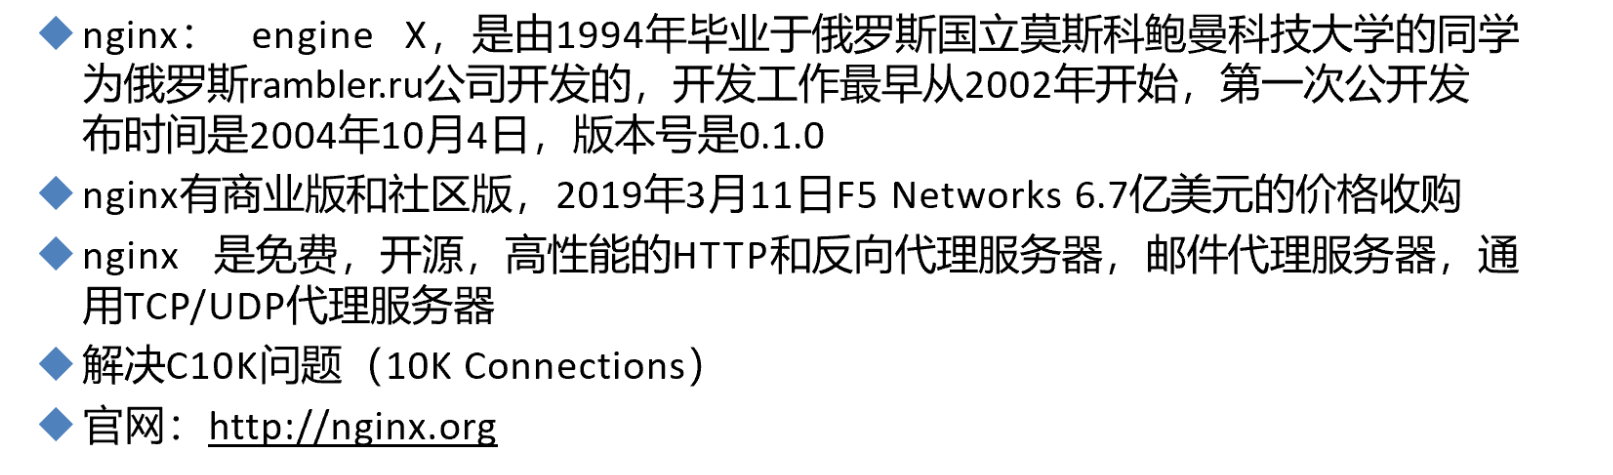 nginx： engine X，是由1994年毕业于俄罗斯国立莫斯科鲍曼科技大学的同学
为俄罗斯rambler.ru公司开发的，开发工作最早从2002年开始，第一次公开发
布时间是2004年10月4日，版本号是0.1.0
nginx有商业版和社区版，2019年3月11日F5 Networks 6.7亿美元的价格收购
nginx 是免费，开源，高性能的HTTP和反向代理服务器，邮件代理服务器，通
用TCP/UDP代理服务器
解决C10K问题（10K Connections）
官网：http://nginx.org